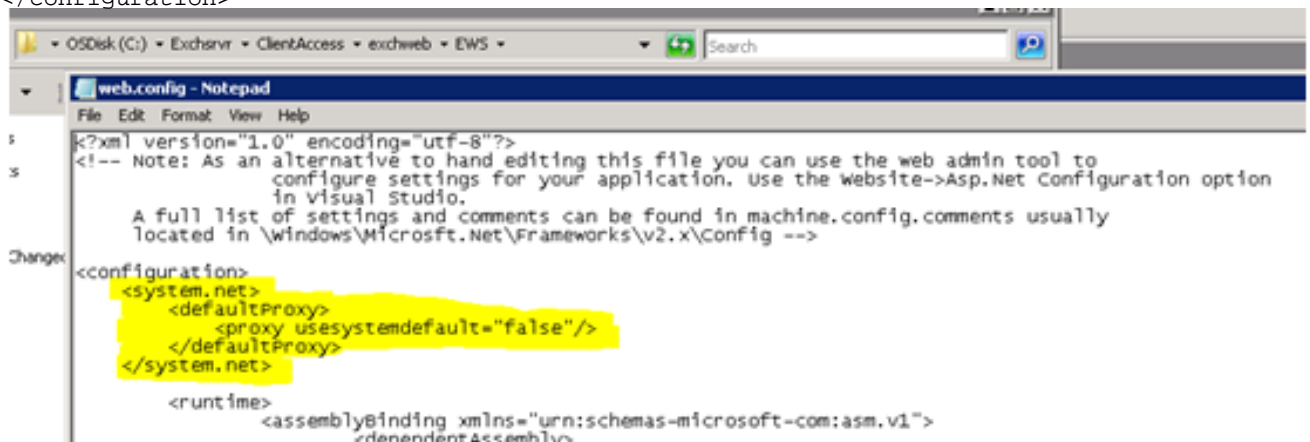 </configuration>
OSDisk (C:) Exchsrvr ClientAccess exchweb EWS
Search
web.config - Notepad
File Edit Format View Help
<?xml version="1.0" encoding="utf-8"?>
<!-- Note: As an alternative to hand editing this file you can use the web admin tool to
configure settings for your application. Use the Website->Asp.Net Configuration option
in Visual Studio.
A full list of settings and comments can be found in machine.config.comments usually
located in \Windows\Microsft.Net\Frameworks\v2.x\Config -->
Changed
<configuration>
<system.net>
<defaultProxy>
<proxy usesystemdefault="false"/>
</defaultProxy>
</system.net>
<runtime>
<assemblyBinding xmlns="urn:schemas-microsoft-com:asm.v1">
<dependentAssembly>